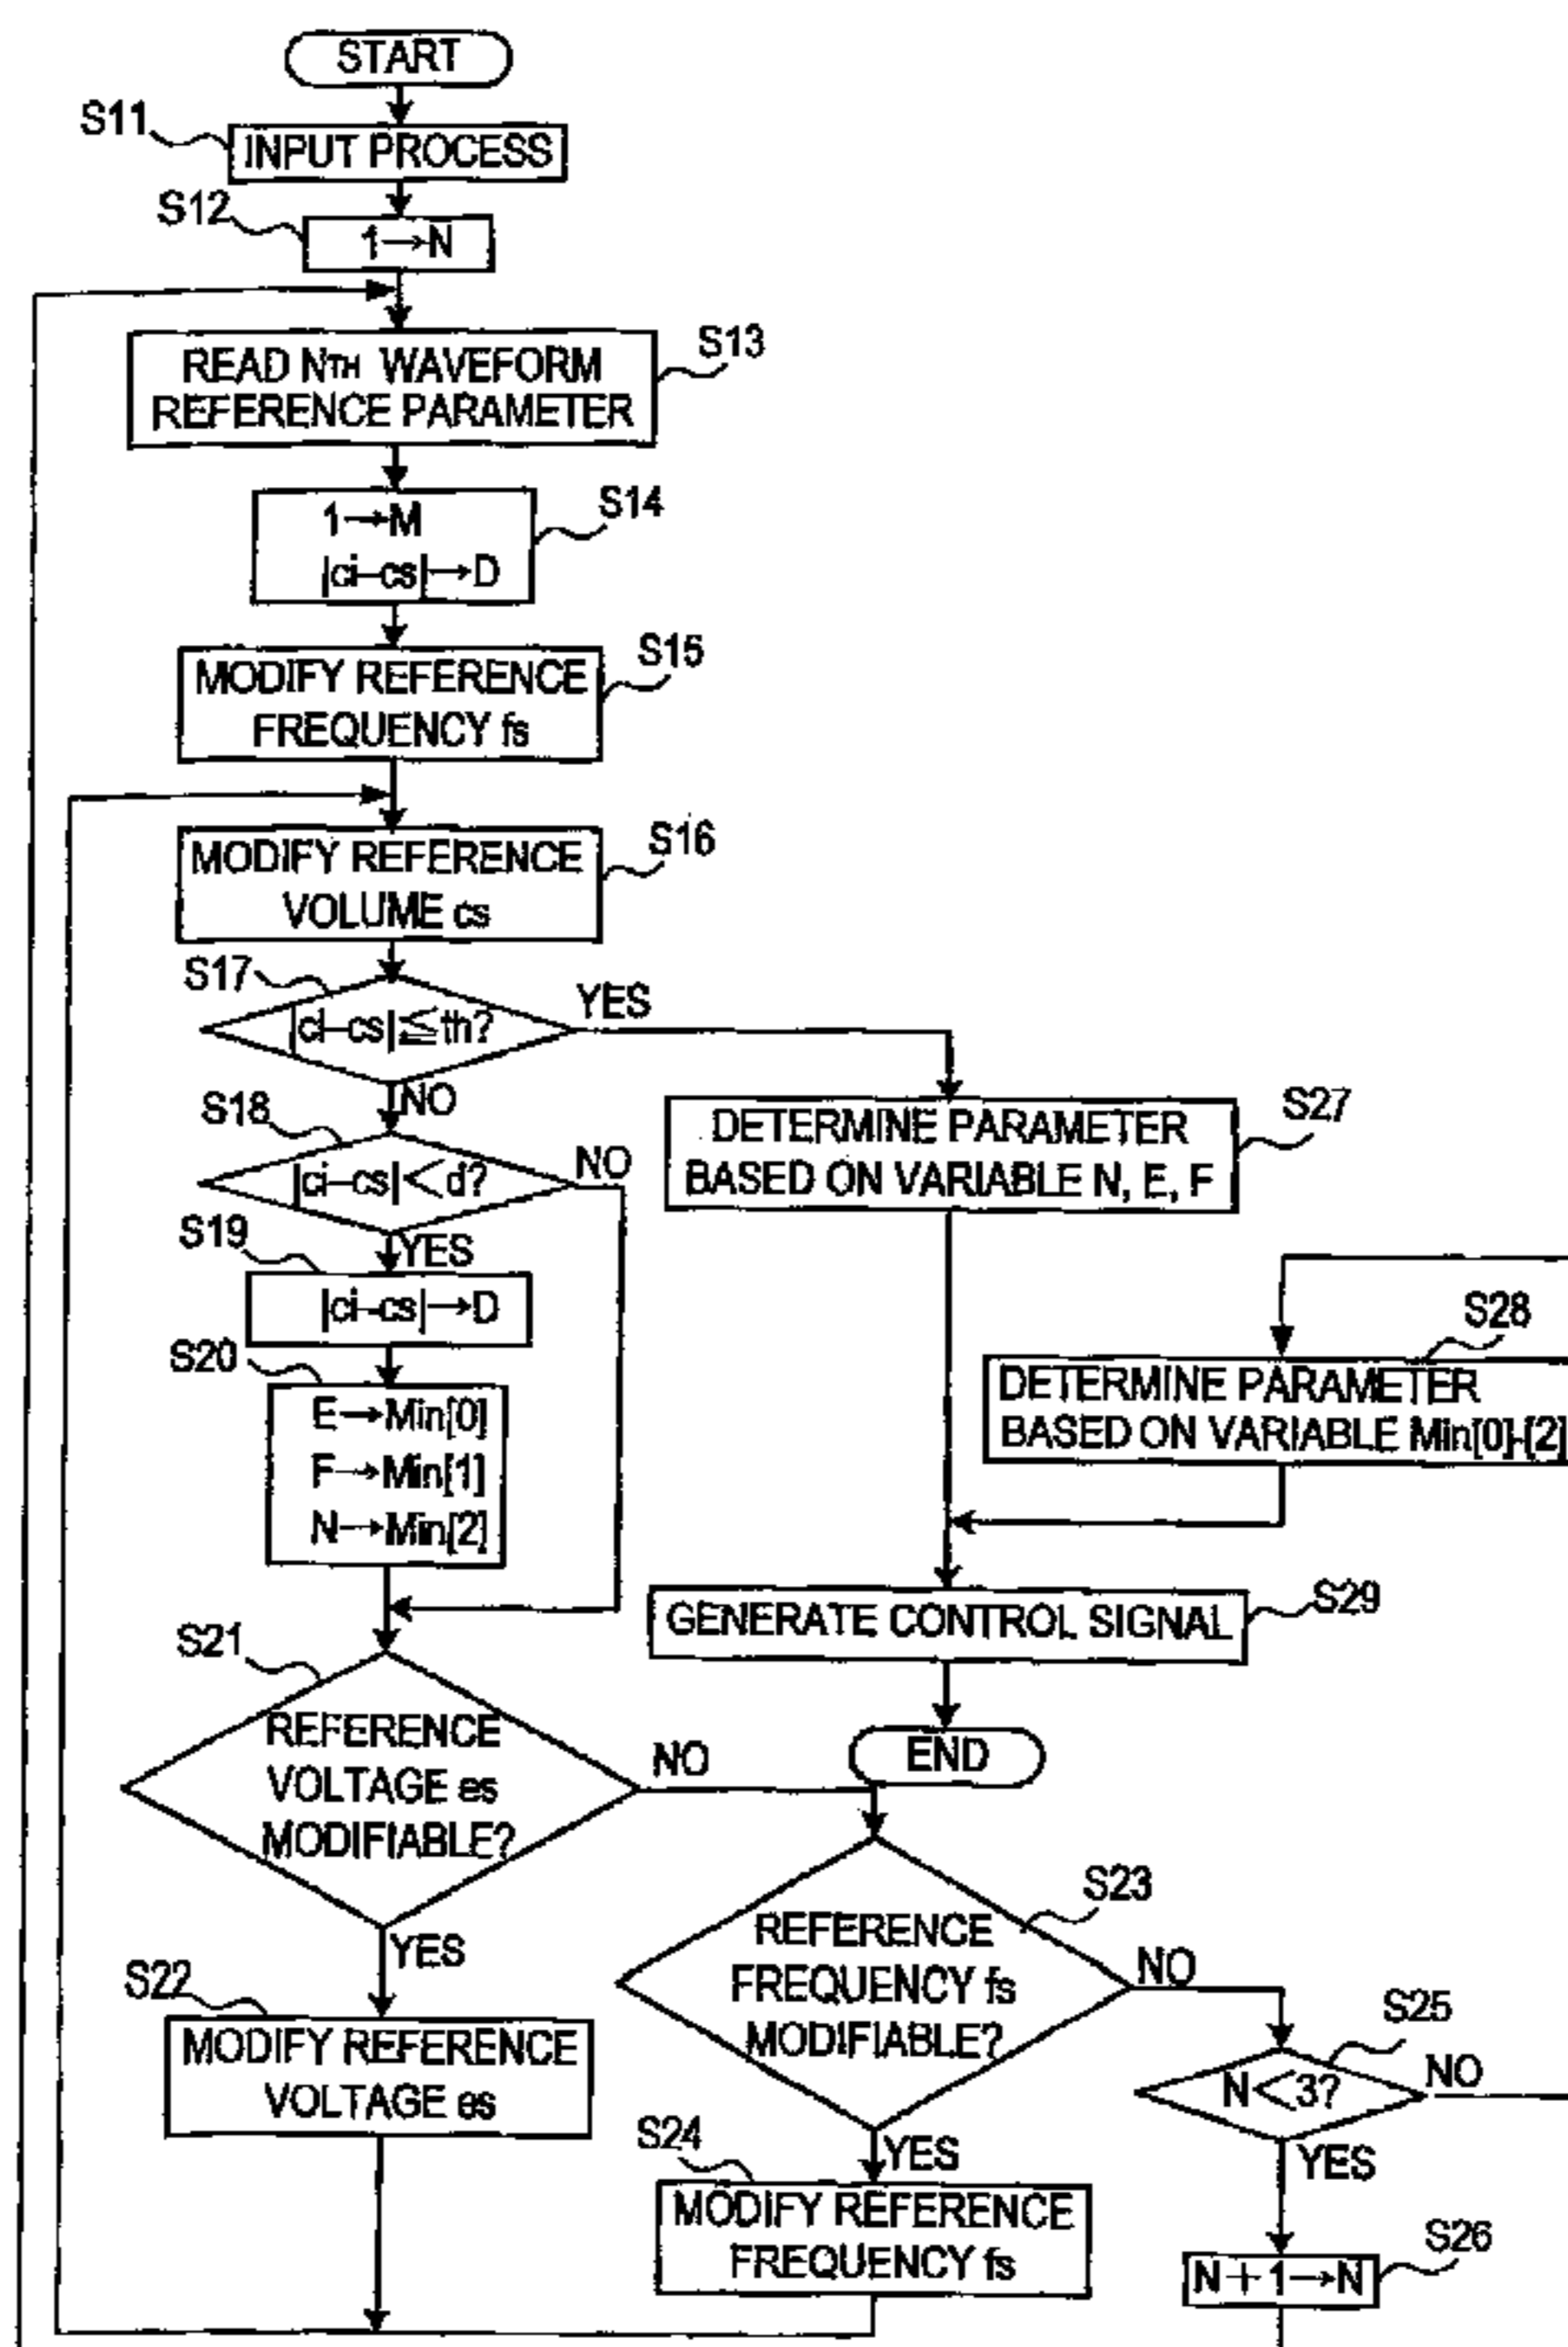 START
S11
INPUT PROCESS
S12
1→N
S13
READ NTH WAVEFORM
REFERENCE PARAMETER
S14
1→M
|ci–cs|→D
S15
MODIFY REFERENCE
FREQUENCY fs
S16
MODIFY REFERENCE
VOLUME cs
S17
|ci–cs|≦th?
YES
NO
S18
|ci–cs|<d?
NO
YES
S19
|ci–cs|→D
S20
E→Min[0]
F→Min[1]
N→Min[2]
S27
DETERMINE PARAMETER
BASED ON VARIABLE N, E, F
S28
DETERMINE PARAMETER
BASED ON VARIABLE Min[0]-[2]
S29
GENERATE CONTROL SIGNAL
END
S21
REFERENCE
VOLTAGE es
MODIFIABLE?
NO
YES
S22
MODIFY REFERENCE
VOLTAGE es
S23
REFERENCE
FREQUENCY fs
MODIFIABLE?
NO
YES
S24
MODIFY REFERENCE
FREQUENCY fs
S25
N<3?
NO
YES
S26
N+1→N